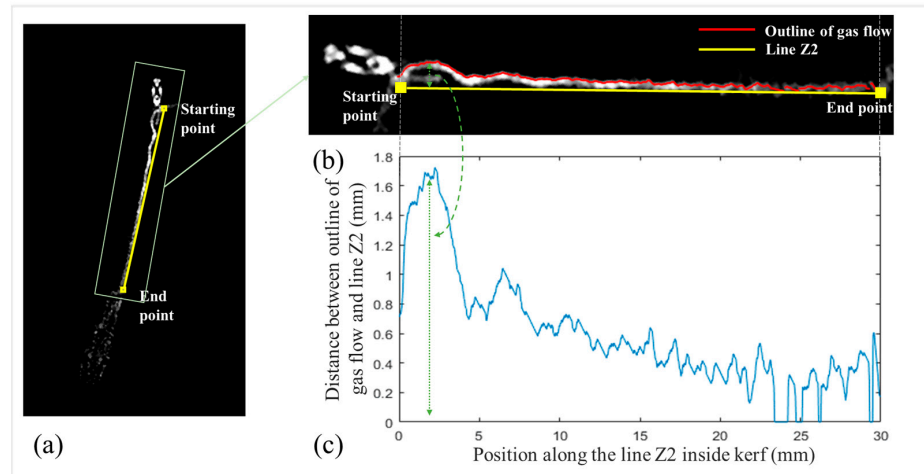 Starting
point
End
point
(a)
Outline of gas flow
Line Z2
Starting
point
End point
(b)
1.8
1.6
1.4
1.2
1
0.8
0.6
0.4
0.2
0
Distance between outline of
gas flow and line Z2 (mm)
0 5 10 15 20 25 30
Position along the line Z2 inside kerf (mm)
(c)